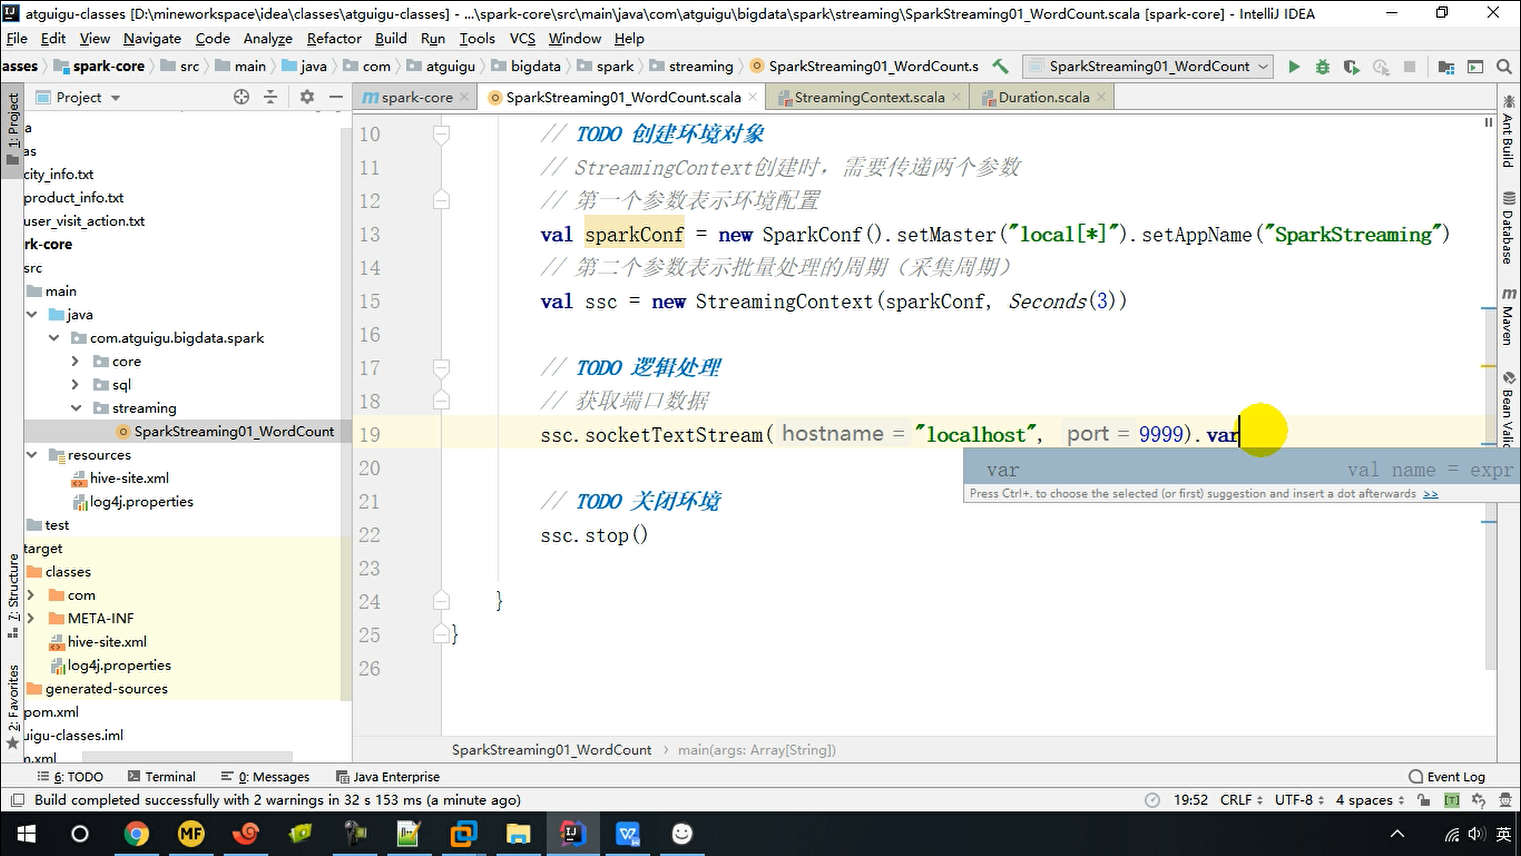 atguigu-classes [D:\mineworkspace\idea\classes\atguigu-classes] - ...\spark-core\src\main\java\com\atguigu\bigdata\spark\streaming\SparkStreaming01_WordCount.scala [spark-core] - IntelliJ IDEA
File Edit View Navigate Code Analyze Refactor Build Run Tools VCS Window Help
asses spark-core src main java com atguigu bigdata spark streaming SparkStreaming01_WordCount.s SparkStreaming01_WordCount
Project
spark-core SparkStreaming01_WordCount.scala StreamingContext.scala Duration.scala
1: Project
7: Structure
2: Favorites
a
as
city_info.txt
product_info.txt
user_visit_action.txt
rk-core
src
main
java
com.atguigu.bigdata.spark
core
sql
streaming
SparkStreaming01_WordCount
resources
hive-site.xml
log4j.properties
test
target
classes
com
META-INF
hive-site.xml
log4j.properties
generated-sources
pom.xml
uigu-classes.iml
m.xml
10 // TODO 创建环境对象
11 // StreamingContext创建时，需要传递两个参数
12 // 第一个参数表示环境配置
13 val sparkConf = new SparkConf().setMaster("local[*]").setAppName("SparkStreaming")
14 // 第二个参数表示批量处理的周期（采集周期）
15 val ssc = new StreamingContext(sparkConf, Seconds(3))
16
17 // TODO 逻辑处理
18 // 获取端口数据
19 ssc.socketTextStream( hostname = "localhost", port = 9999).var
var val name = expr
Press Ctrl+. to choose the selected (or first) suggestion and insert a dot afterwards >>
20
21 // TODO 关闭环境
22 ssc.stop()
23
24 }
25 }
26
Ant Build
Database
Maven
Bean Valid
SparkStreaming01_WordCount main(args: Array[String])
6: TODO Terminal 0: Messages Java Enterprise Event Log
Build completed successfully with 2 warnings in 32 s 153 ms (a minute ago) 19:52 CRLF UTF-8 4 spaces
英